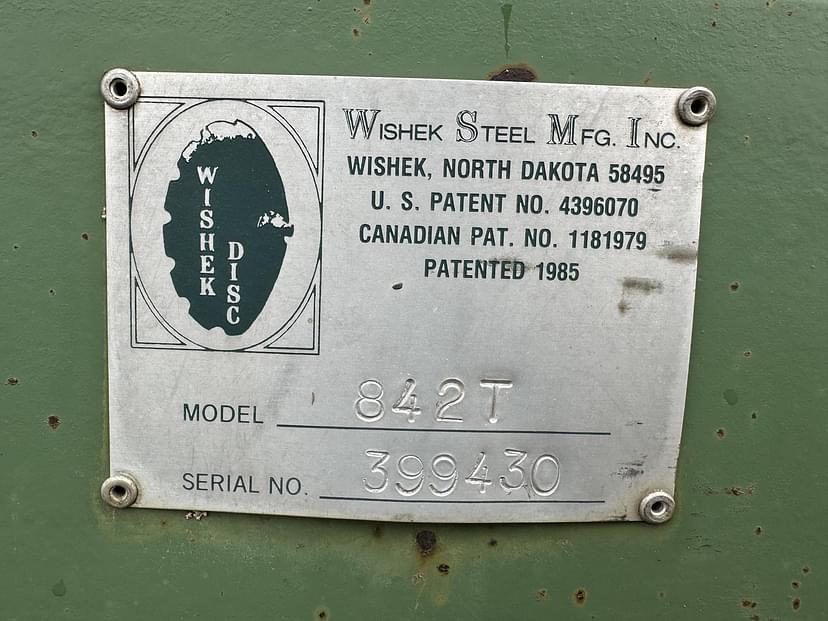 WISHEK
DISC
WISHEK STEEL MFG. INC.
WISHEK, NORTH DAKOTA 58495
U. S. PATENT NO. 4396070
CANADIAN PAT. NO. 1181979
PATENTED 1985
MODEL 842T
SERIAL NO. 399430